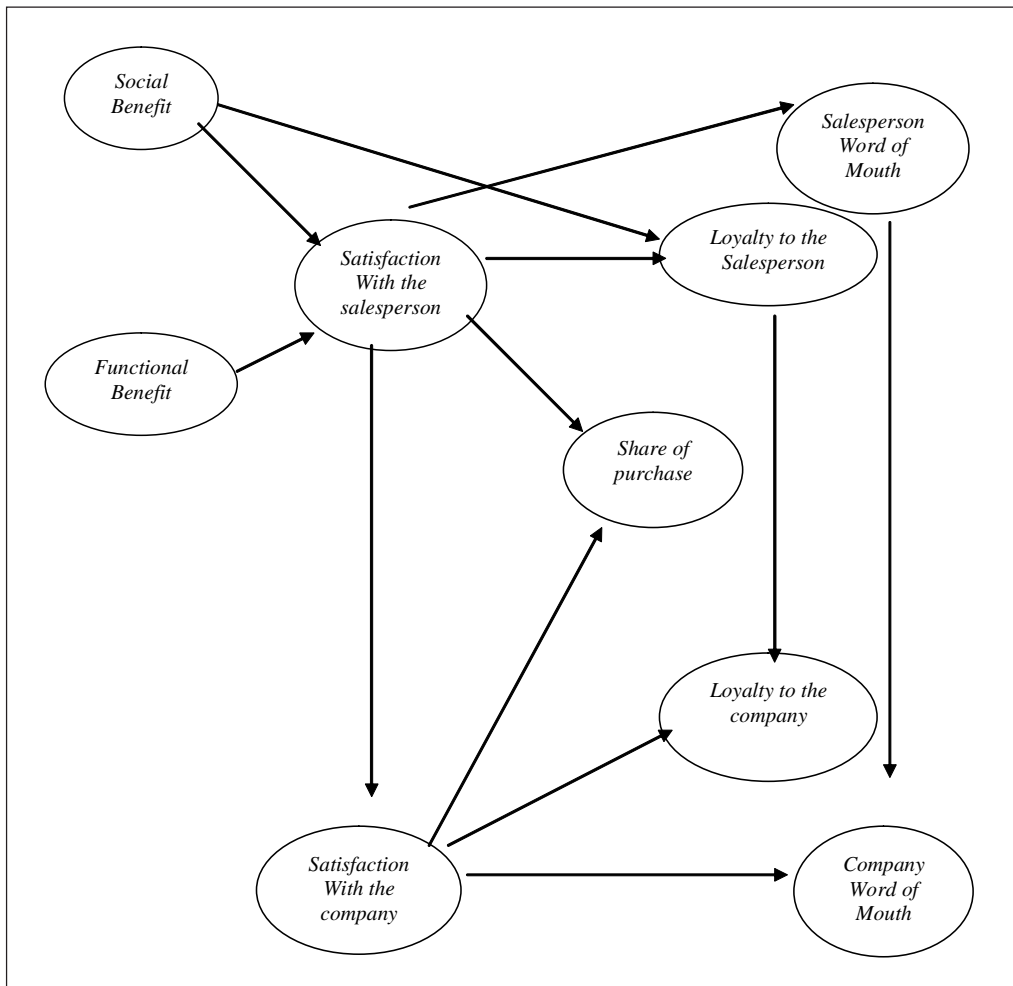 Social
Benefit
Salesperson
Word of
Mouth
Loyalty to the
Salesperson
Satisfaction
With the
salesperson
Functional
Benefit
Share of
purchase
Loyalty to the
company
Satisfaction
With the
company
Company
Word of
Mouth